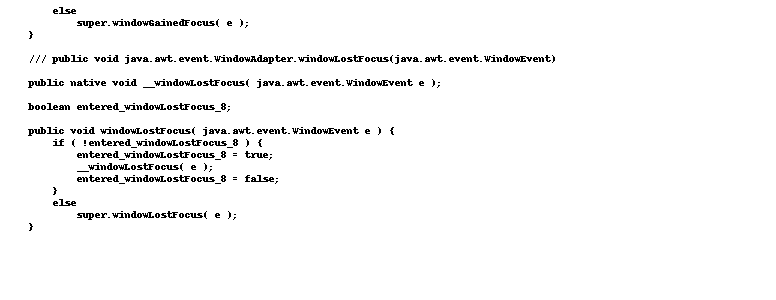 else
super.windowGainedFocus( e );
}
/// public void java.awt.event.WindowAdapter.windowLostFocus(java.awt.event.WindowEvent)
public native void __windowLostFocus( java.awt.event.WindowEvent e );
boolean entered_windowLostFocus_8;
public void windowLostFocus( java.awt.event.WindowEvent e ) {
if ( !entered_windowLostFocus_8 ) {
entered_windowLostFocus_8 = true;
__windowLostFocus( e );
entered_windowLostFocus_8 = false;
}
else
super.windowLostFocus( e );
}